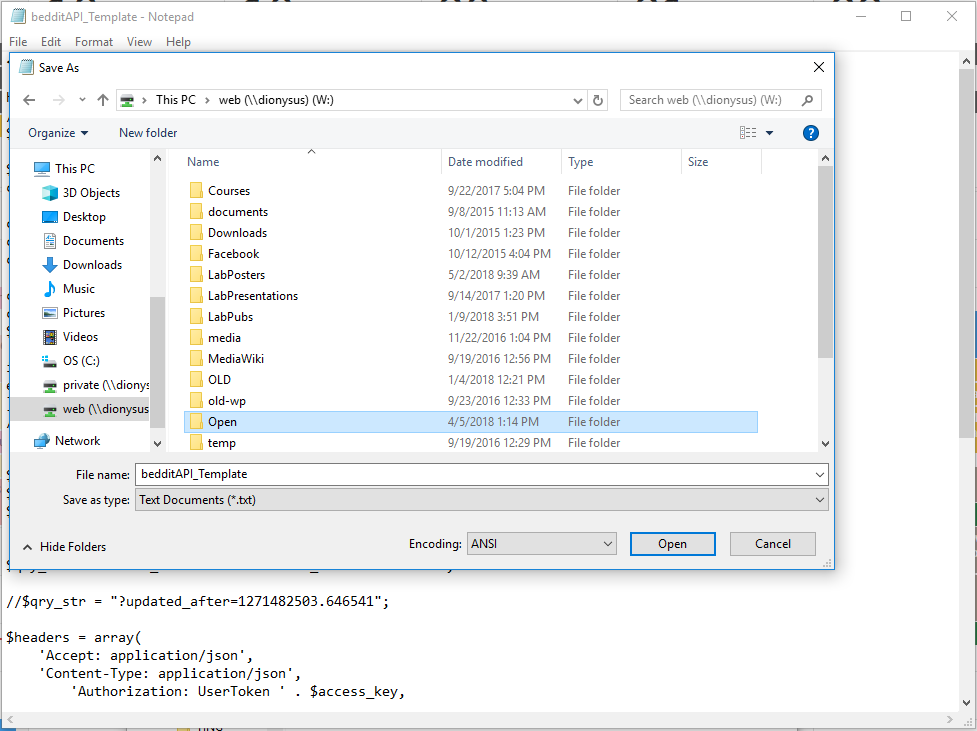 bedditAPI_Template - Notepad
File Edit Format View Help
Save As
This PC web (\\dionysus) (W:) Search web (\\dionysus) (W:)
Organize New folder
This PC
3D Objects
Desktop
Documents
Downloads
Music
Pictures
Videos
OS (C:)
private (\\dionys
web (\\dionysus
Network
Name Date modified Type Size
Courses 9/22/2017 5:04 PM File folder
documents 9/8/2015 11:13 AM File folder
Downloads 10/1/2015 1:23 PM File folder
Facebook 10/12/2015 4:04 PM File folder
LabPosters 5/2/2018 9:39 AM File folder
LabPresentations 9/14/2017 1:20 PM File folder
LabPubs 1/9/2018 3:51 PM File folder
media 11/22/2016 1:04 PM File folder
MediaWiki 9/19/2016 12:56 PM File folder
OLD 1/4/2018 12:21 PM File folder
old-wp 9/23/2016 12:33 PM File folder
Open 4/5/2018 1:14 PM File folder
temp 9/19/2016 12:29 PM File folder
File name: bedditAPI_Template
Save as type: Text Documents (*.txt)
Hide Folders Encoding: ANSI Open Cancel
//$qry_str = "?updated_after=1271482503.646541";
$headers = array(
'Accept: application/json',
'Content-Type: application/json',
'Authorization: UserToken ' . $access_key,